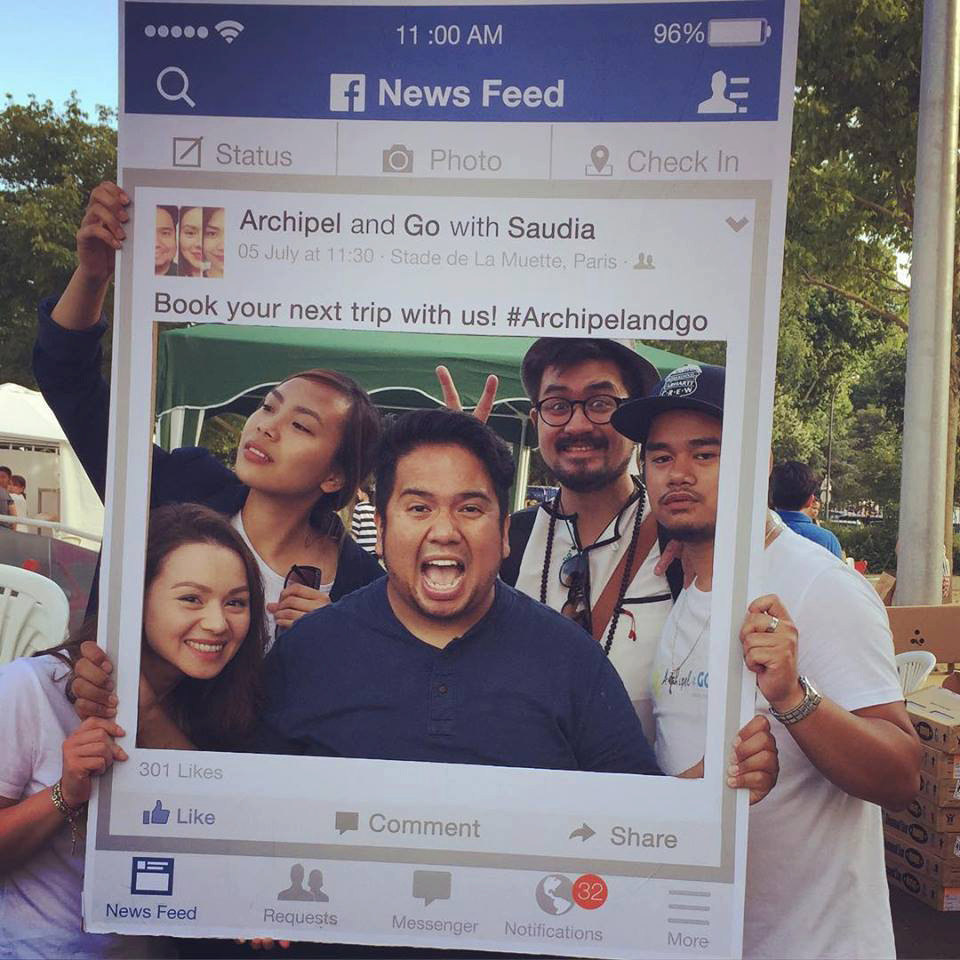 11 :00 AM 96%
f News Feed
Status Photo Check In
Archipel and Go with Saudia
05 July at 11:30 · Stade de La Muette, Paris ·
Book your next trip with us! #Archipelandgo
CREW
301 Likes
Like Comment Share
32
News Feed Requests Messenger Notifications More